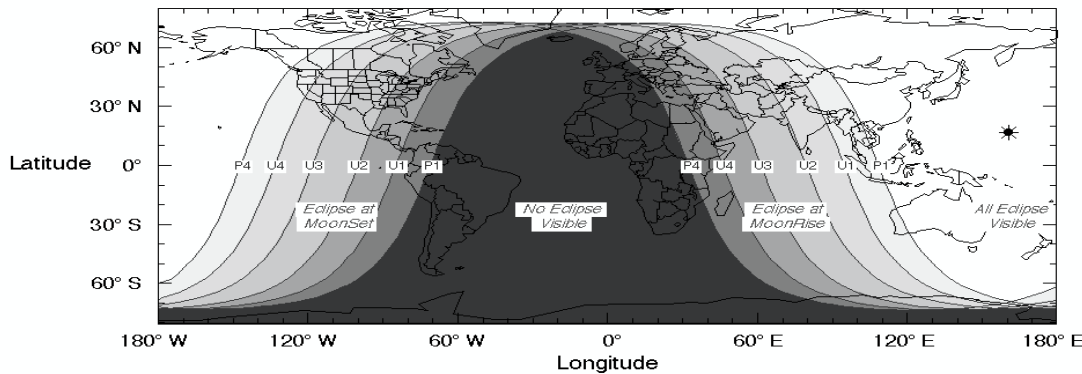 60° N
30° N
Latitude
0°
30° S
60° S
P4 U4 U3 U2 U1 P1 P4 U4 U3 U2 U1 P1
Eclipse at
MoonSet
No Eclipse
Visible
Eclipse at
MoonRise
All Eclipse
Visible
180° W 120° W 60° W 0° 60° E 120° E 180° E
Longitude